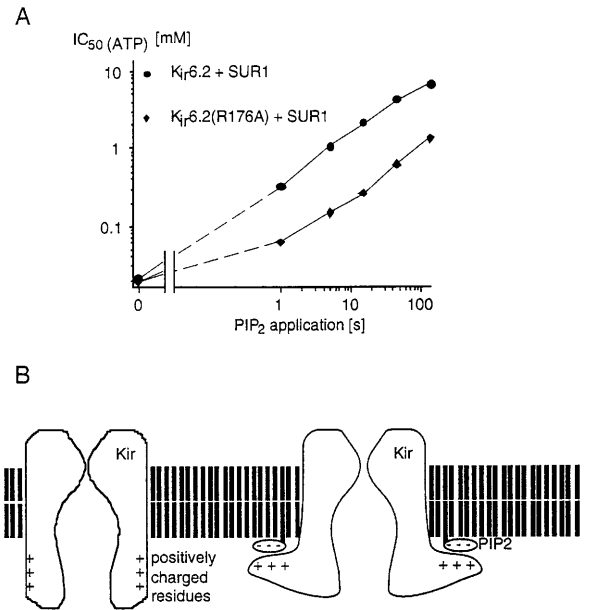 A
IC50 (ATP) [mM]
10
Kir6.2 + SUR1
Kir6.2(R176A) + SUR1
1
0.1
0 1 10 100
PIP2 application [s]
B
Kir Kir
- - - - - - PIP2
+ + positively
+ + charged + + + + + +
+ + residues